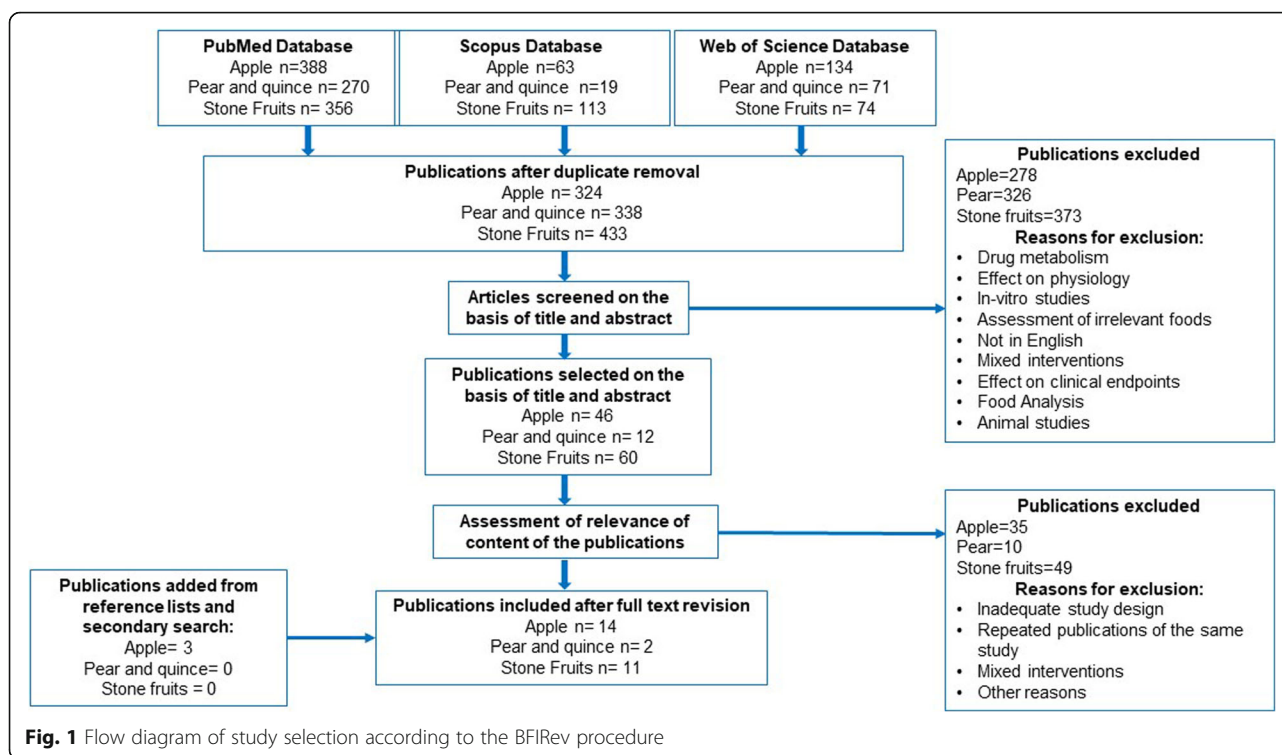 PubMed Database
Apple n=388
Pear and quince n= 270
Stone Fruits n= 356
Scopus Database
Apple n=63
Pear and quince n=19
Stone Fruits n= 113
Web of Science Database
Apple n=134
Pear and quince n= 71
Stone Fruits n= 74
Publications after duplicate removal
Apple n= 324
Pear and quince n= 338
Stone Fruits n= 433
Publications excluded
Apple=278
Pear=326
Stone fruits=373
Reasons for exclusion:
• Drug metabolism
• Effect on physiology
• In-vitro studies
• Assessment of irrelevant foods
• Not in English
• Mixed interventions
• Effect on clinical endpoints
• Food Analysis
• Animal studies
Articles screened on the
basis of title and abstract
Publications selected on the
basis of title and abstract
Apple n= 46
Pear and quince n= 12
Stone Fruits n= 60
Assessment of relevance of
content of the publications
Publications excluded
Apple=35
Pear=10
Stone fruits=49
Reasons for exclusion:
• Inadequate study design
• Repeated publications of the same
study
• Mixed interventions
• Other reasons
Publications added from
reference lists and
secondary search:
Apple= 3
Pear and quince= 0
Stone fruits = 0
Publications included after full text revision
Apple n= 14
Pear and quince n= 2
Stone Fruits n= 11
Fig. 1 Flow diagram of study selection according to the BFIRev procedure